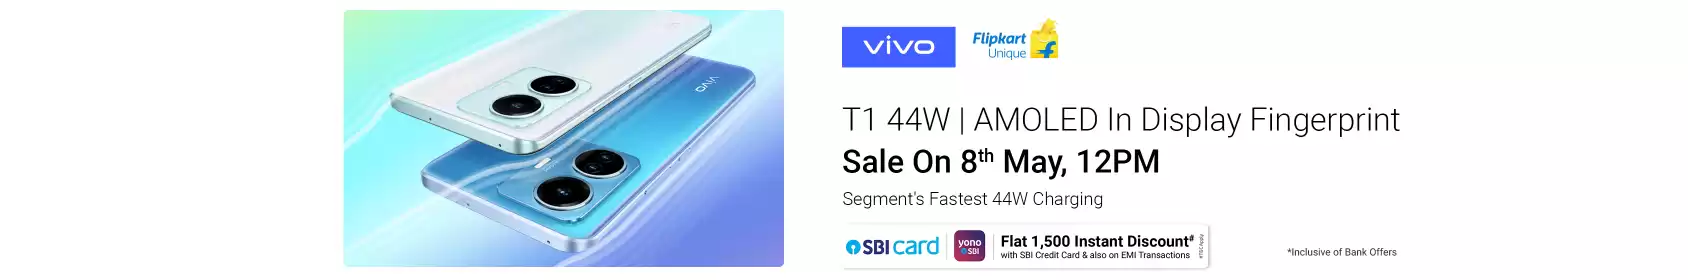 vivo
vivo
Flipkart
Unique
T1 44W | AMOLED In Display Fingerprint
Sale On 8th May, 12PM
Segment's Fastest 44W Charging
SBI card
yono
SBI
Flat 1,500 Instant Discount#
with SBI Credit Card & also on EMI Transactions
#T&C Apply
*Inclusive of Bank Offers